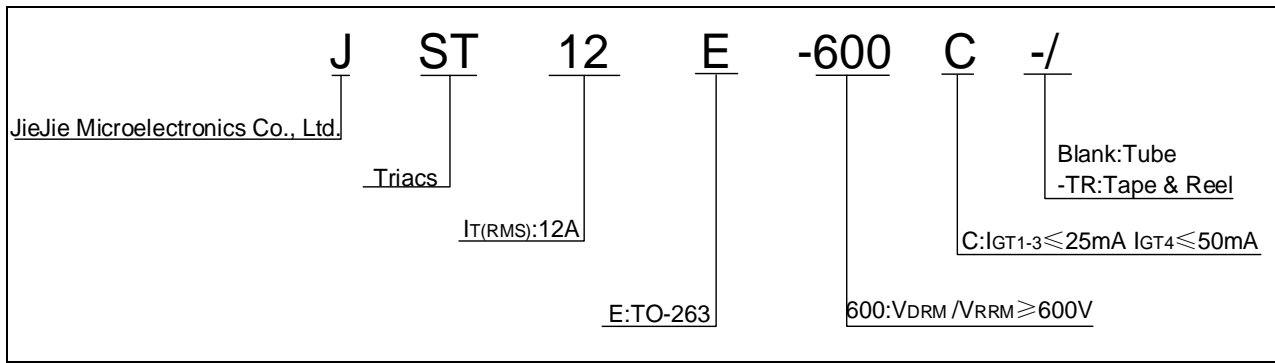 J ST 12 E -600 C -/
JieJie Microelectronics Co., Ltd.
Triacs
IT(RMS):12A
E:TO-263
600:VDRM /VRRM≥600V
C:IGT1-3≤25mA IGT4≤50mA
Blank:Tube
-TR:Tape & Reel